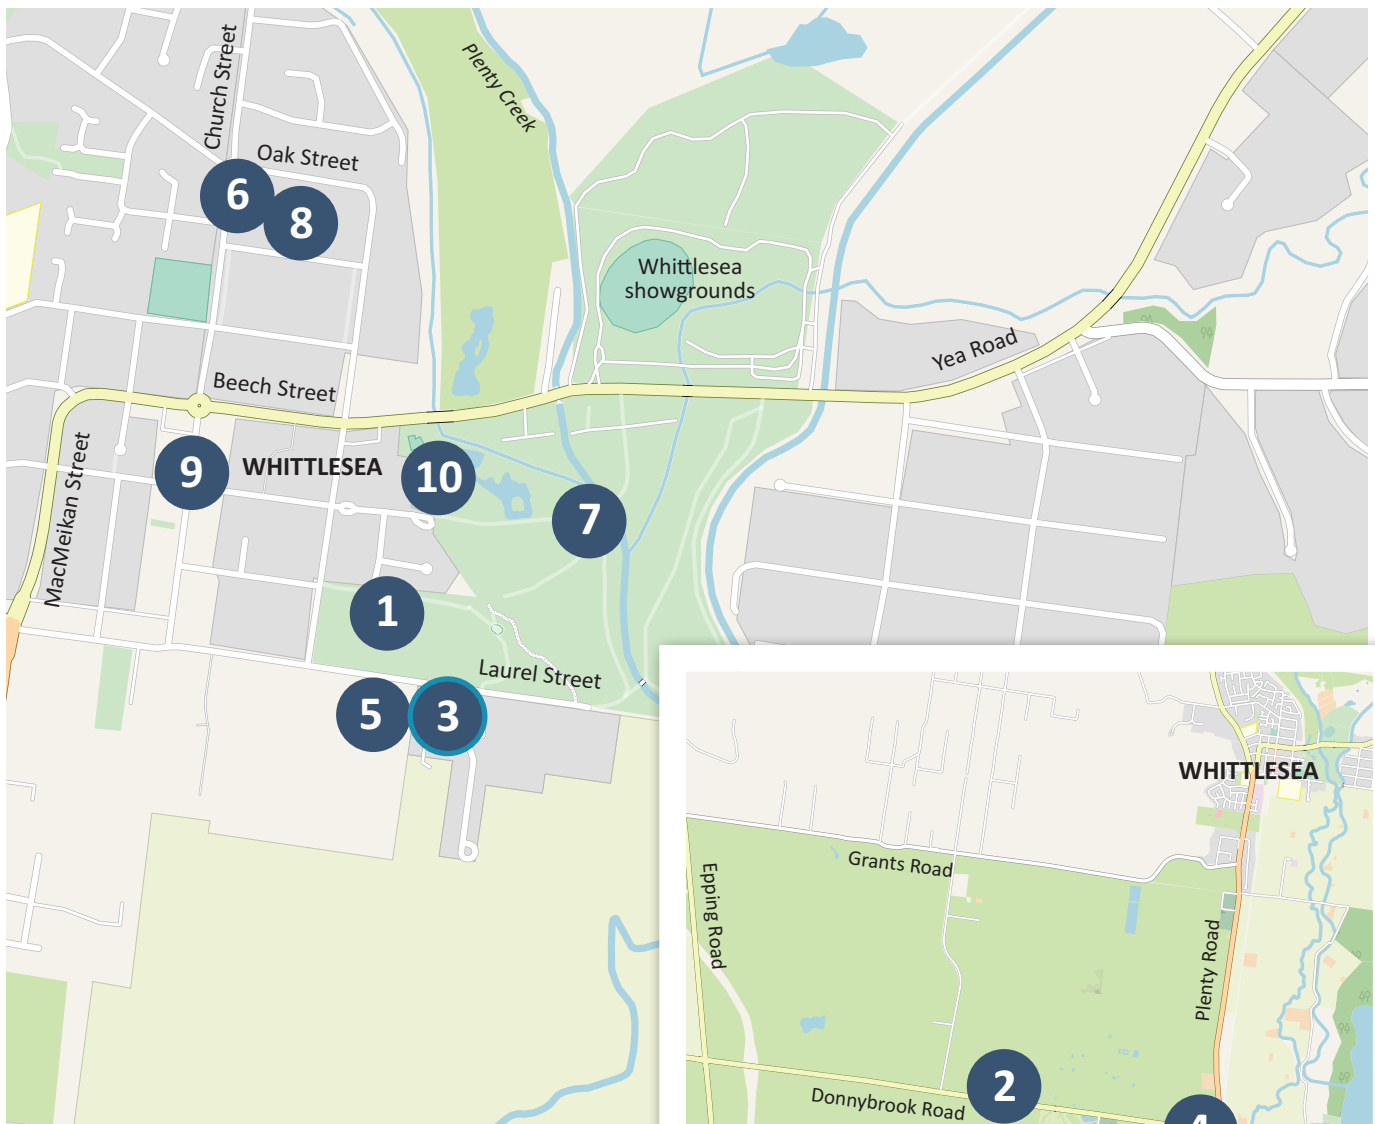 Church Street
Plenty Creek
Oak Street
6
8
Whittlesea
showgrounds
Yea Road
Beech Street
MacMeikan Street
9
WHITTLESEA
10
7
1
Laurel Street
5
3
WHITTLESEA
Grants Road
Epping Road
Plenty Road
2
Donnybrook Road
4